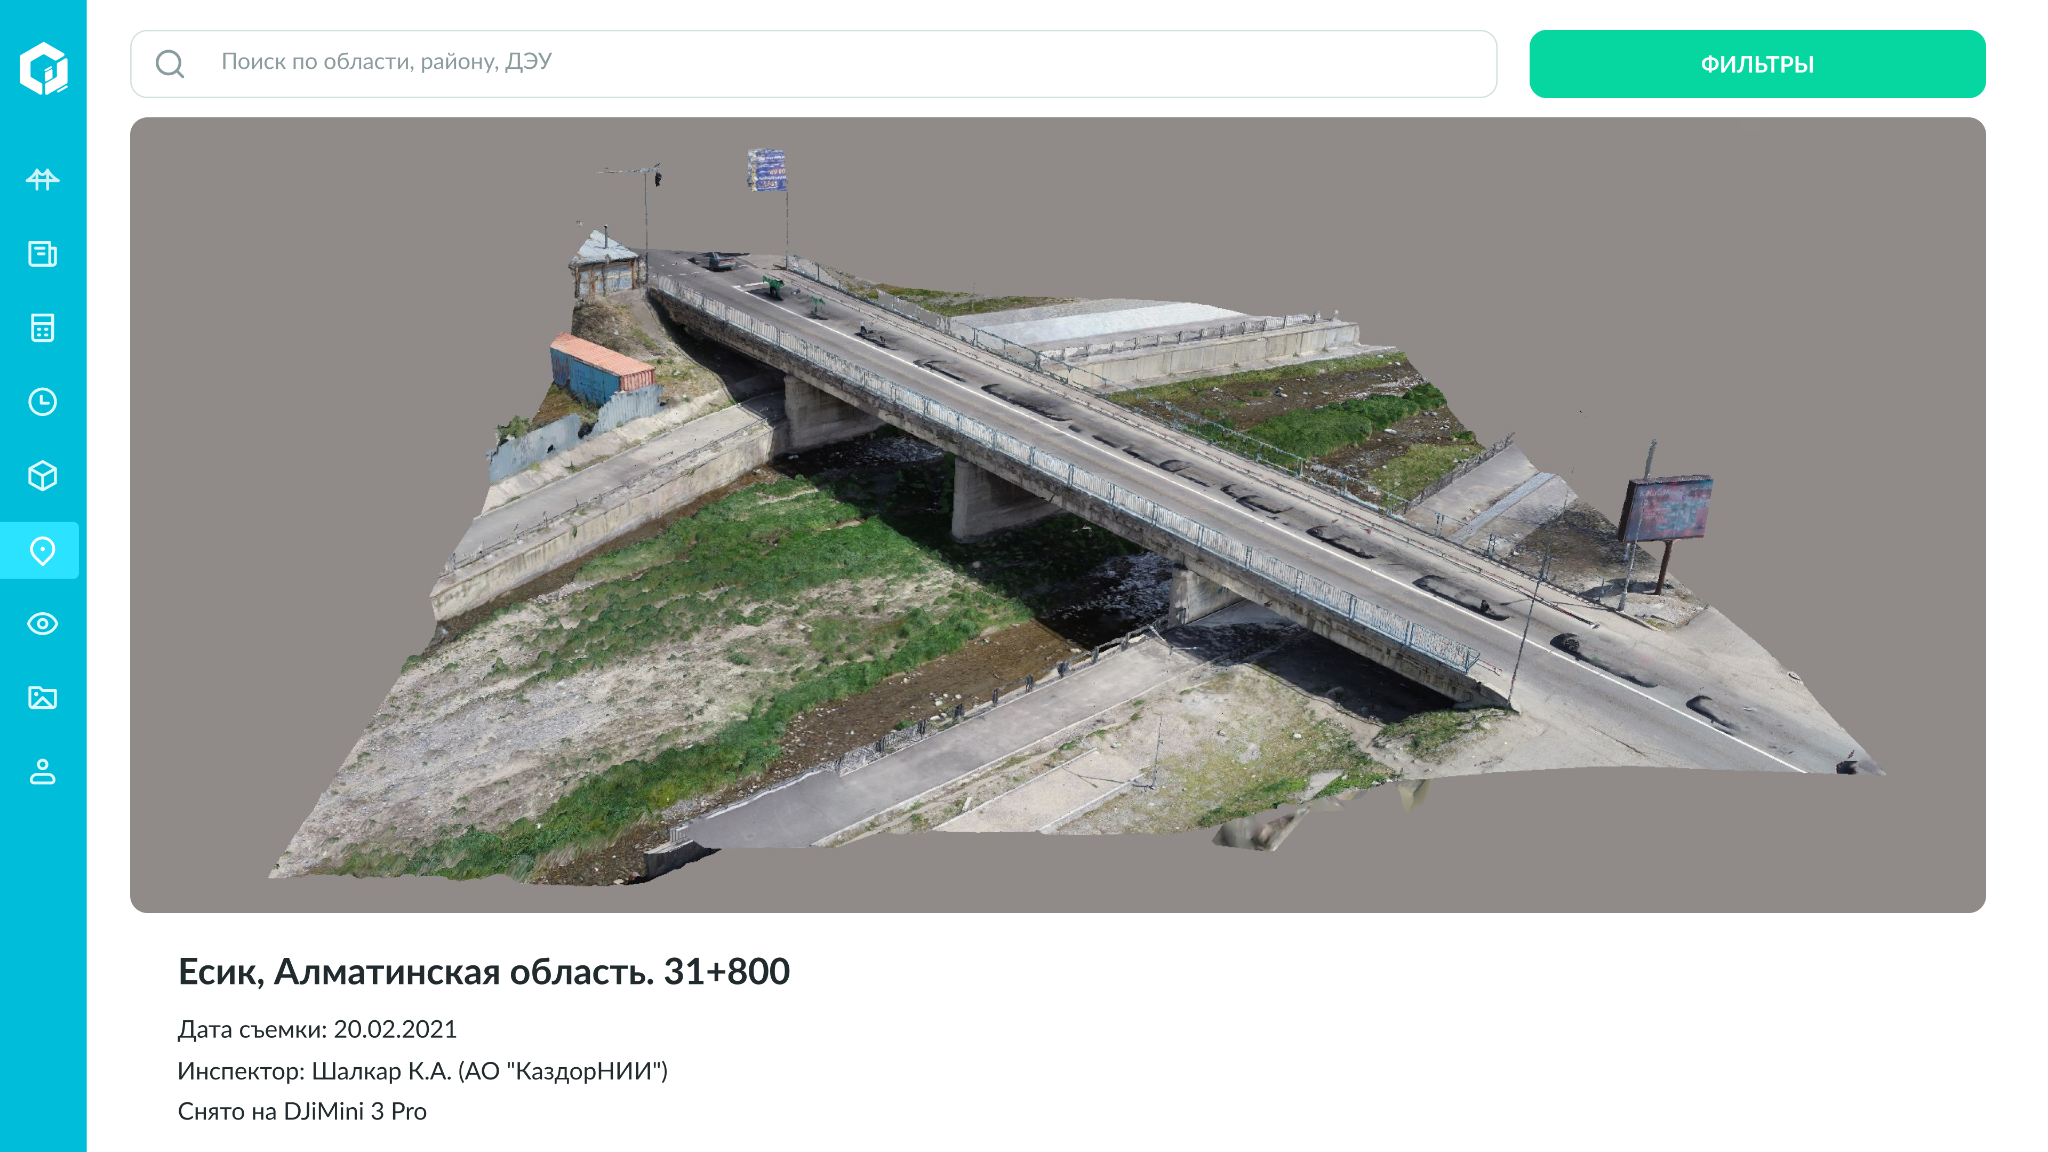 Поиск по области, району, ДЭУ
ФИЛЬТРЫ
Есик, Алматинская область. 31+800
Дата съемки: 20.02.2021
Инспектор: Шалкар К.А. (АО "КаздорНИИ")
Снято на DJiMini 3 Pro